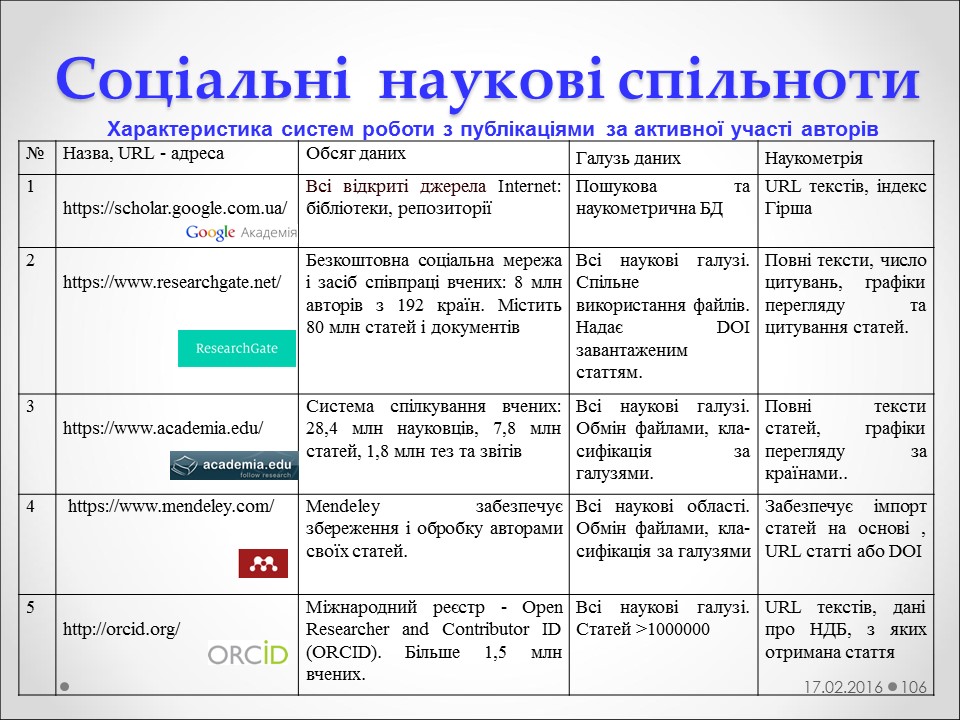 Соціальні наукові спільноти
Характеристика систем роботи з публікаціями за активної участі авторів
№
Назва, URL - адреса
Обсяг даних
Галузь даних
Наукометрія
1
https://scholar.google.com.ua/
Google Академія
Всі відкриті джерела Internet:
бібліотеки, репозиторії
Пошукова та
наукометрична БД
URL текстів, індекс
Гірша
2
https://www.researchgate.net/
ResearchGate
Безкоштовна соціальна мережа
і засіб співпраці вчених: 8 млн
авторів з 192 країн. Містить
80 млн статей і документів
Всі наукові галузі.
Спільне
використання файлів.
Надає DOI
завантаженим
статтям.
Повні тексти, число
цитувань, графіки
перегляду та
цитування статей.
3
https://www.academia.edu/
academia.edu
follow research
Система спілкування вчених:
28,4 млн науковців, 7,8 млн
статей, 1,8 млн тез та звітів
Всі наукові галузі.
Обмін файлами, кла-
сифікація за
галузями.
Повні тексти
статей, графіки
перегляду за
країнами..
4
https://www.mendeley.com/
Mendeley забезпечує
збереження і обробку авторами
своїх статей.
Всі наукові області.
Обмін файлами, кла-
сифікація за галузями
Забезпечує імпорт
статей на основі ,
URL статті або DOI
5
http://orcid.org/
ORCID
Міжнародний реєстр - Open
Researcher and Contributor ID
(ORCID). Більше 1,5 млн
вчених.
Всі наукові галузі.
Статей >1000000
URL текстів, дані
про НДБ, з яких
отримана стаття
17.02.2016
106